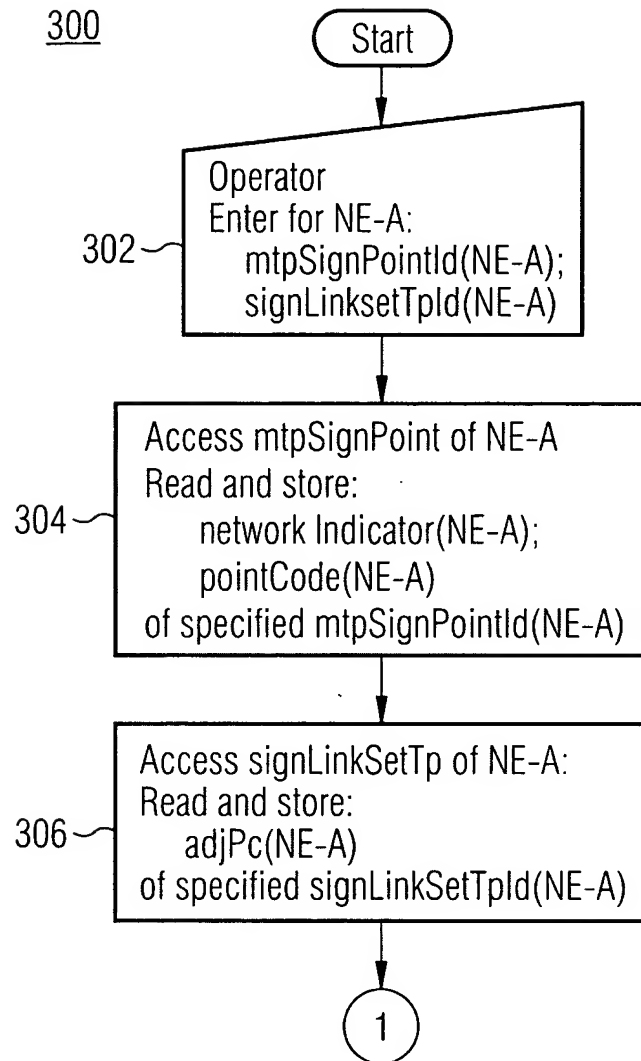 300
Start
Operator
Enter for NE-A:
mtpSignPointId(NE-A);
signLinksetTpId(NE-A)
302
Access mtpSignPoint of NE-A
Read and store:
network Indicator(NE-A);
pointCode(NE-A)
of specified mtpSignPointId(NE-A)
304
Access signLinkSetTp of NE-A:
Read and store:
adjPc(NE-A)
of specified signLinkSetTpId(NE-A)
306
1